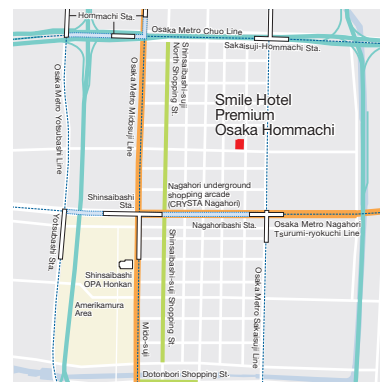 Hommachi Sta.
Osaka Metro Chuo Line
Sakaisuji-Hommachi Sta.
Shinsaibashi-suji
North Shopping St.
Osaka Metro Yotsubashi Line
Osaka Metro Midosuji Line
Smile Hotel
Premium
Osaka Hommachi
Nagahori underground
shopping arcade
(CRYSTA Nagahori)
Shinsaibashi
Sta.
Nagahoribashi Sta.
Osaka Metro Nagahori
Tsurumi-ryokuchi Line
Yotsubashi Sta.
Shinsaibashi-suji Shopping St.
Shinsaibashi
OPA Honkan
Osaka Metro Sakaisuji Line
Amerikamura
Area
Mido-suji
Dotonbori Shopping St.